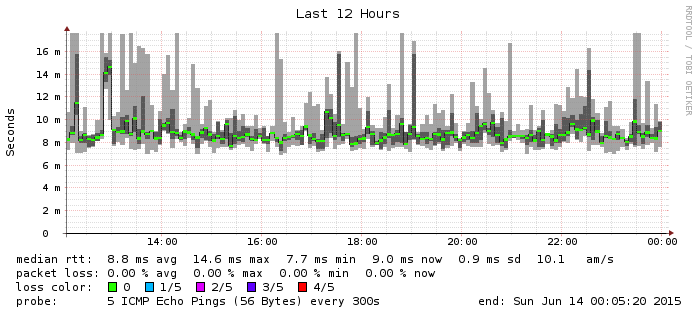 Last 12 Hours
RRDTOOL / TOBI OETIKER
Seconds
16 m
14 m
12 m
10 m
8 m
6 m
4 m
2 m
0
14:00 16:00 18:00 20:00 22:00 00:00
median rtt: 8.8 ms avg 14.6 ms max 7.7 ms min 9.0 ms now 0.9 ms sd 10.1 am/s
packet loss: 0.00 % avg 0.00 % max 0.00 % min 0.00 % now
loss color: 0 1/5 2/5 3/5 4/5
probe: 5 ICMP Echo Pings (56 Bytes) every 300s end: Sun Jun 14 00:05:20 2015